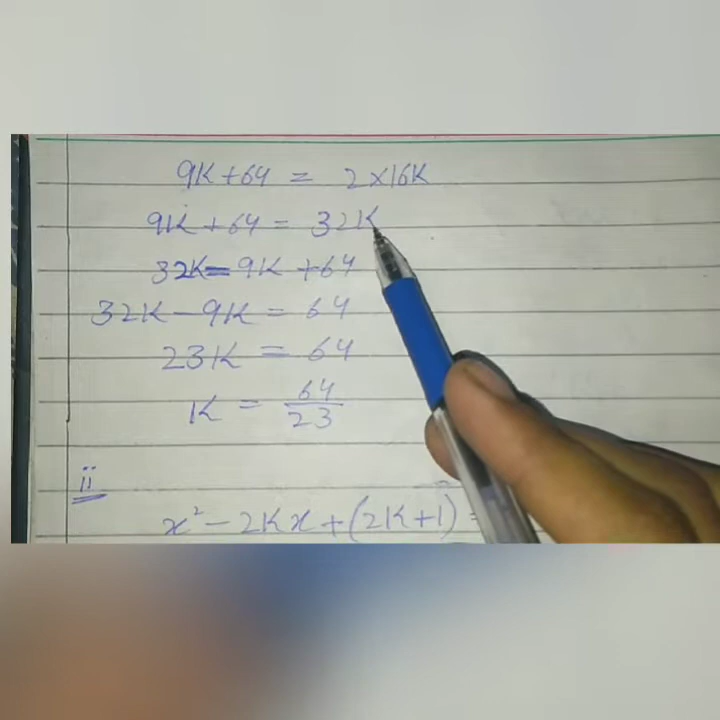 9K+64 = 2×16K
9K+64 = 32K
32K=9K+64
32K-9K = 64
23K = 64
K = 64/23
ii
x²-2Kx+(2K+1) =